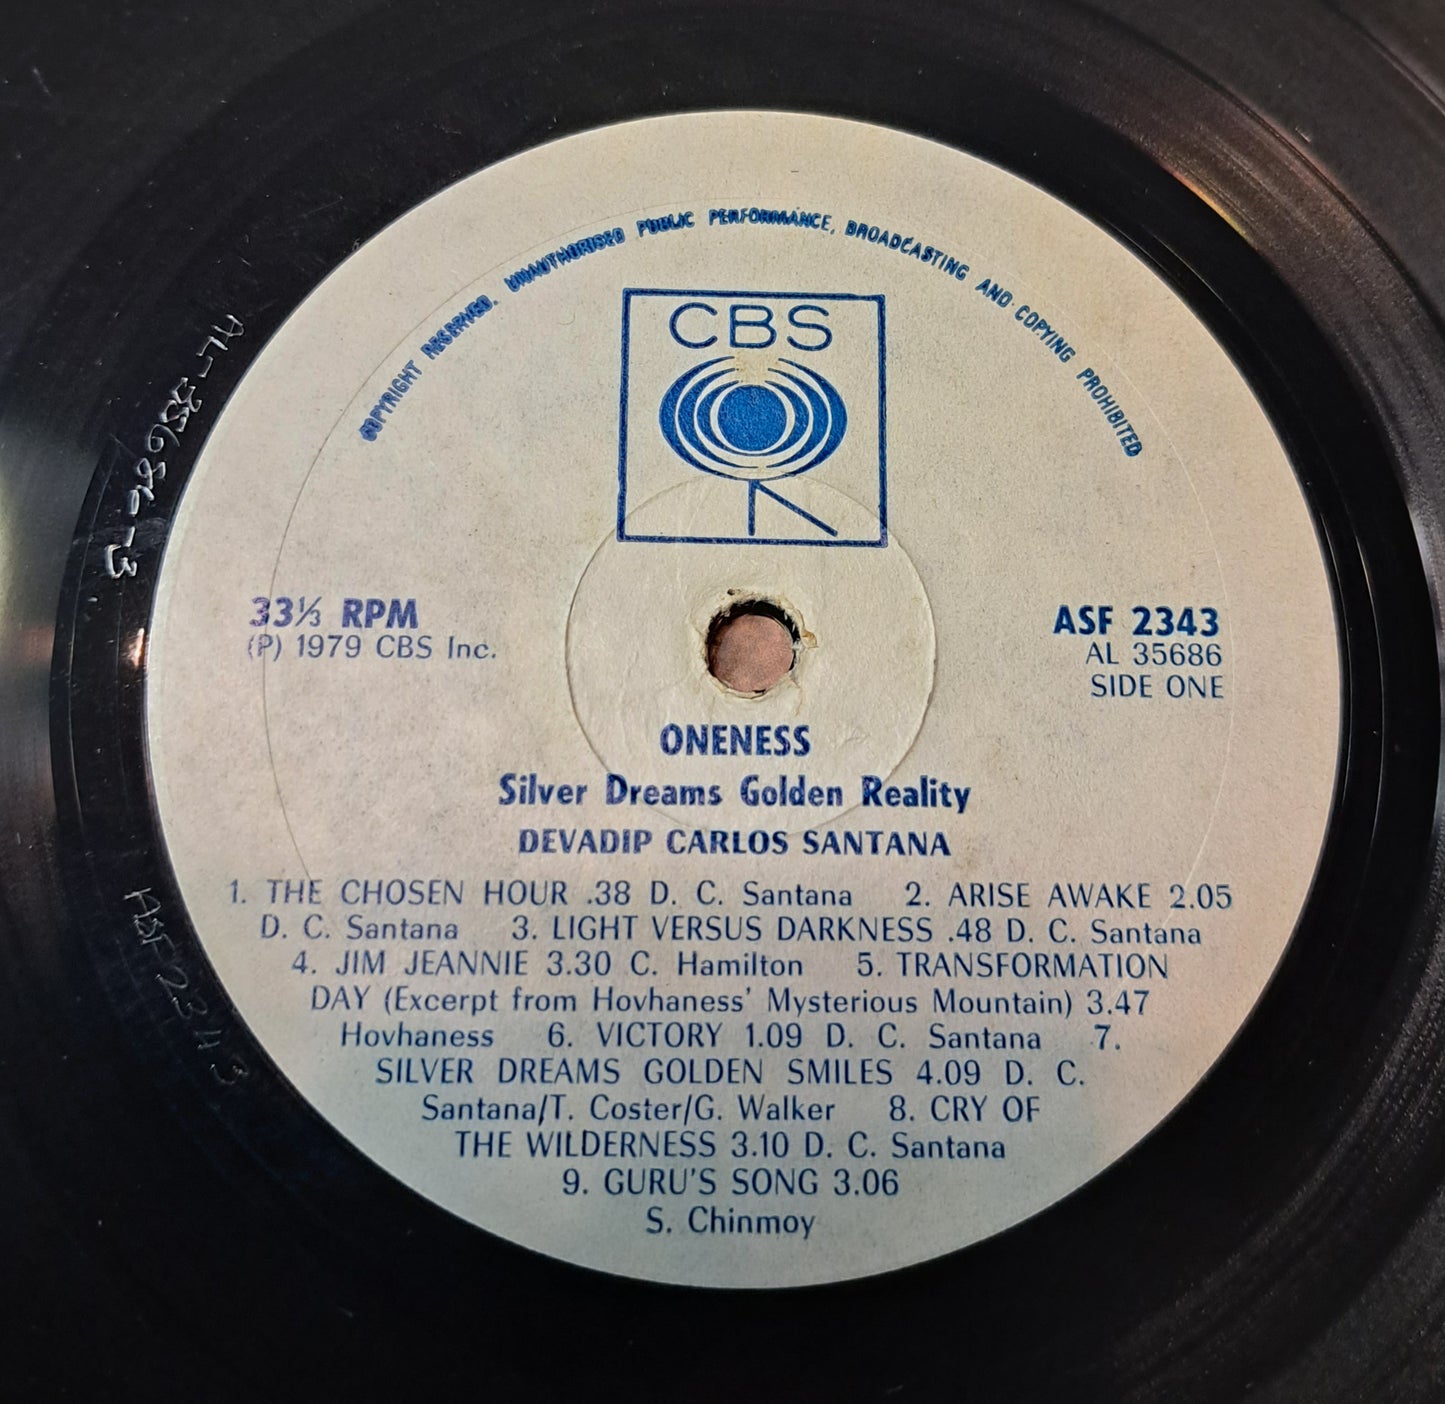 COPYRIGHT RESERVED. UNAUTHORISED PUBLIC PERFORMANCE, BROADCASTING AND COPYING PROHIBITED
CBS
33⅓ RPM
(P) 1979 CBS Inc.
ASF 2343
AL 35686
SIDE ONE
ONENESS
Silver Dreams Golden Reality
DEVADIP CARLOS SANTANA
1. THE CHOSEN HOUR .38 D. C. Santana 2. ARISE AWAKE 2.05
D. C. Santana 3. LIGHT VERSUS DARKNESS .48 D. C. Santana
4. JIM JEANNIE 3.30 C. Hamilton 5. TRANSFORMATION
DAY (Excerpt from Hovhaness' Mysterious Mountain) 3.47
Hovhaness 6. VICTORY 1.09 D. C. Santana 7.
SILVER DREAMS GOLDEN SMILES 4.09 D. C.
Santana/T. Coster/G. Walker 8. CRY OF
THE WILDERNESS 3.10 D. C. Santana
9. GURU'S SONG 3.06
S. Chinmoy
AL-35686-B
ASF 2343